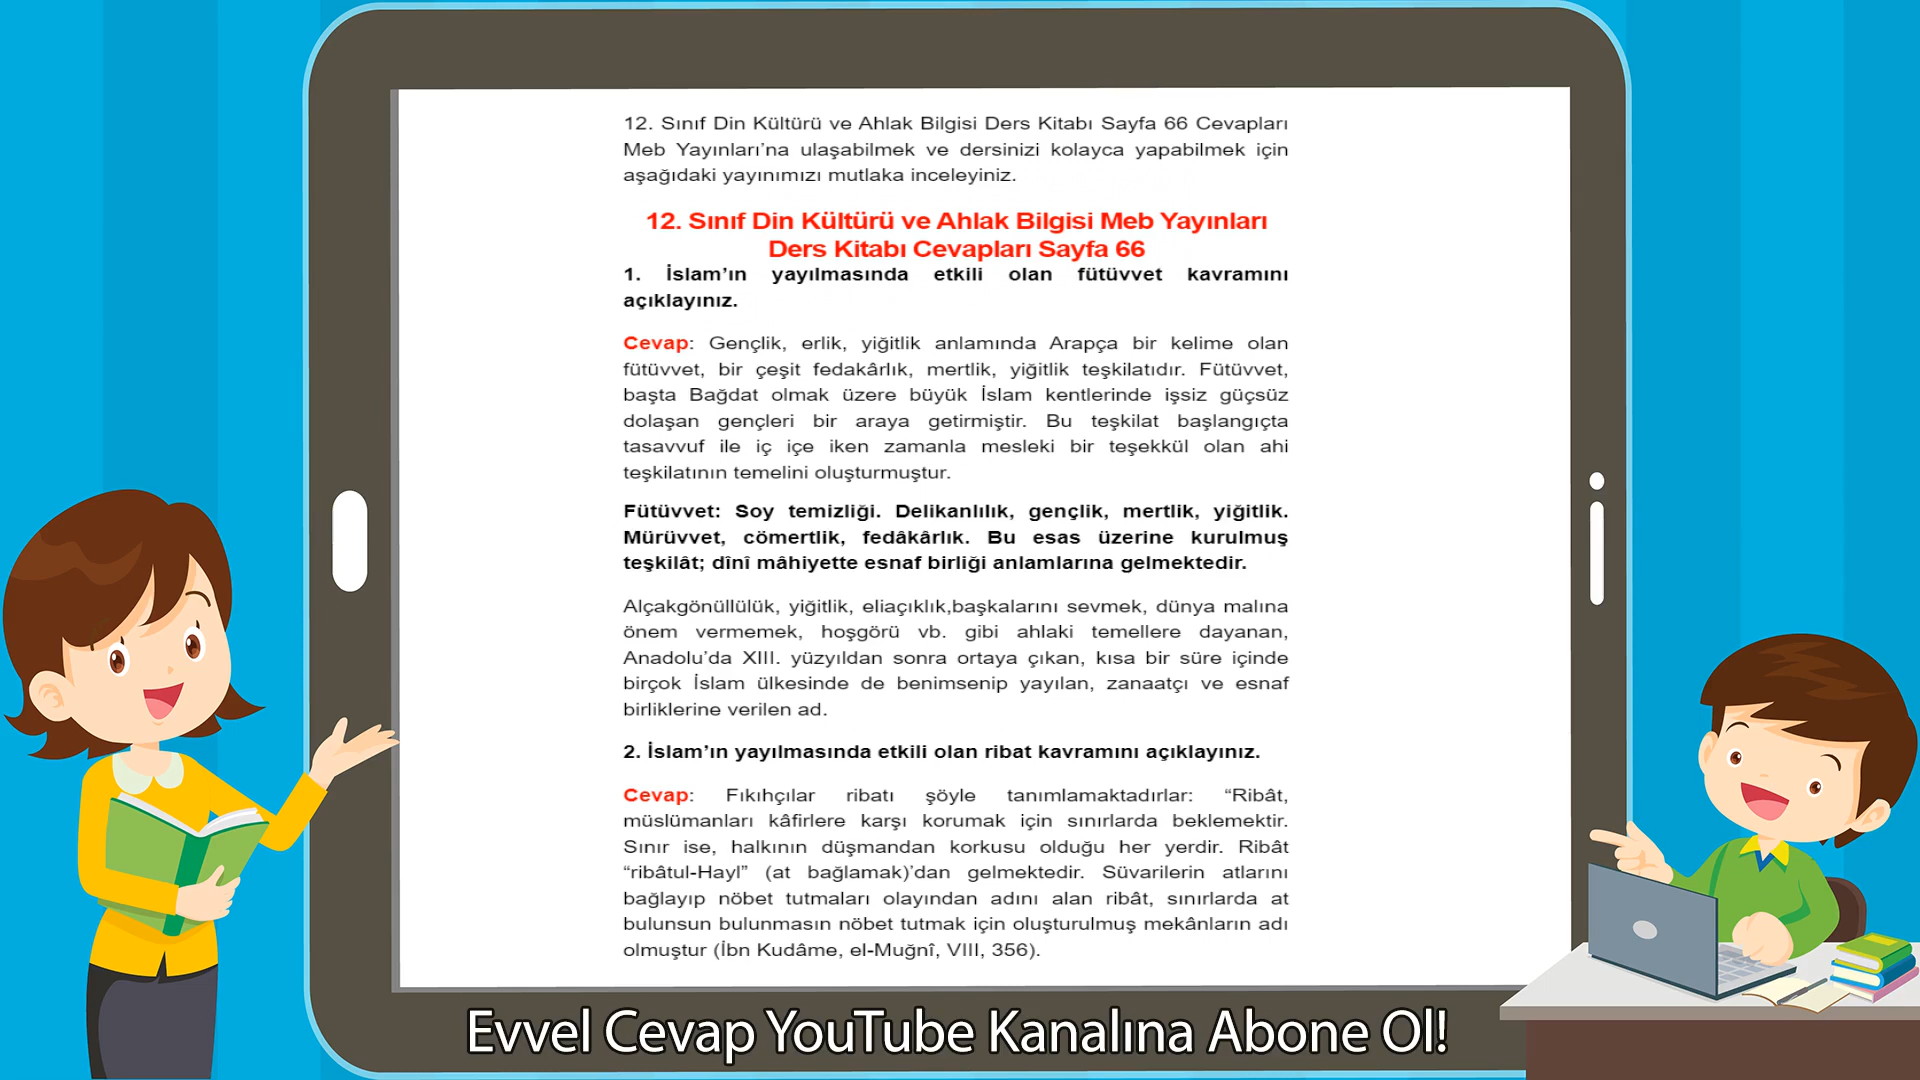 12. Sınıf Din Kültürü ve Ahlak Bilgisi Ders Kitabı Sayfa 66 Cevapları
Meb Yayınları’na ulaşabilmek ve dersinizi kolayca yapabilmek için
aşağıdaki yayınımızı mutlaka inceleyiniz.
12. Sınıf Din Kültürü ve Ahlak Bilgisi Meb Yayınları
Ders Kitabı Cevapları Sayfa 66
1. İslam’ın yayılmasında etkili olan fütüvvet kavramını
açıklayınız.
Cevap: Gençlik, erlik, yiğitlik anlamında Arapça bir kelime olan
fütüvvet, bir çeşit fedakârlık, mertlik, yiğitlik teşkilatıdır. Fütüvvet,
başta Bağdat olmak üzere büyük İslam kentlerinde işsiz güçsüz
dolaşan gençleri bir araya getirmiştir. Bu teşkilat başlangıçta
tasavvuf ile iç içe iken zamanla mesleki bir teşekkül olan ahi
teşkilatının temelini oluşturmuştur.
Fütüvvet: Soy temizliği. Delikanlılık, gençlik, mertlik, yiğitlik.
Mürüvvet, cömertlik, fedâkârlık. Bu esas üzerine kurulmuş
teşkilât; dînî mâhiyette esnaf birliği anlamlarına gelmektedir.
Alçakgönüllülük, yiğitlik, eliaçıklık,başkalarını sevmek, dünya malına
önem vermemek, hoşgörü vb. gibi ahlaki temellere dayanan,
Anadolu’da XIII. yüzyıldan sonra ortaya çıkan, kısa bir süre içinde
birçok İslam ülkesinde de benimsenip yayılan, zanaatçı ve esnaf
birliklerine verilen ad.
2. İslam’ın yayılmasında etkili olan ribat kavramını açıklayınız.
Cevap: Fıkıhçılar ribatı şöyle tanımlamaktadırlar: “Ribât,
müslümanları kâfirlere karşı korumak için sınırlarda beklemektir.
Sınır ise, halkının düşmandan korkusu olduğu her yerdir. Ribât
“ribâtul-Hayl” (at bağlamak)’dan gelmektedir. Süvarilerin atlarını
bağlayıp nöbet tutmaları olayından adını alan ribât, sınırlarda at
bulunsun bulunmasın nöbet tutmak için oluşturulmuş mekânların adı
olmuştur (İbn Kudâme, el-Muğnî, VIII, 356).
Evvel Cevap YouTube Kanalına Abone Ol!